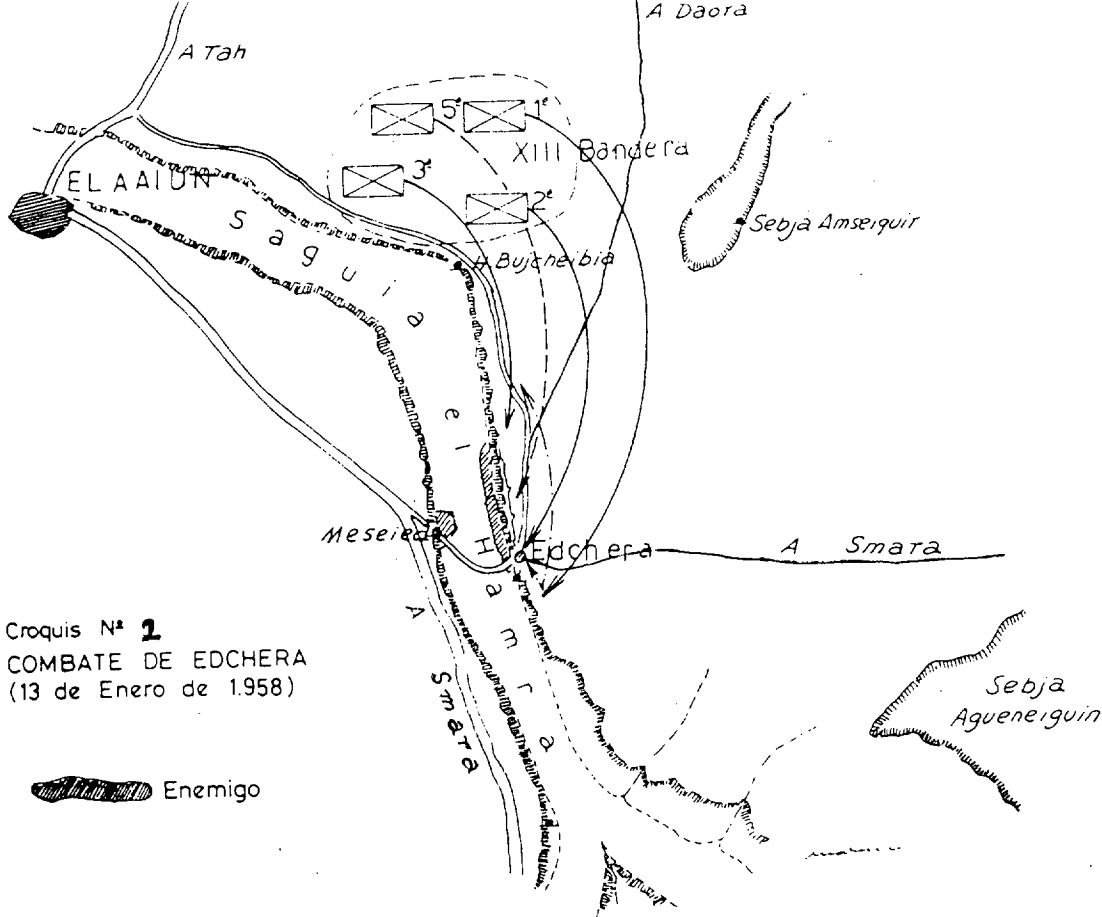 A Daora
A Tah
5ª
1ª
XIII Bandera
3ª
2ª
EL AAIUN
Saguia el Hamra
Sebja Amseiguir
H. Bujcheibia
Meseied
Edchera
A Smara
A Smara
Croquis Nº 2
COMBATE DE EDCHERA
(13 de Enero de 1.958)
Enemigo
Sebja
Agueneiguin